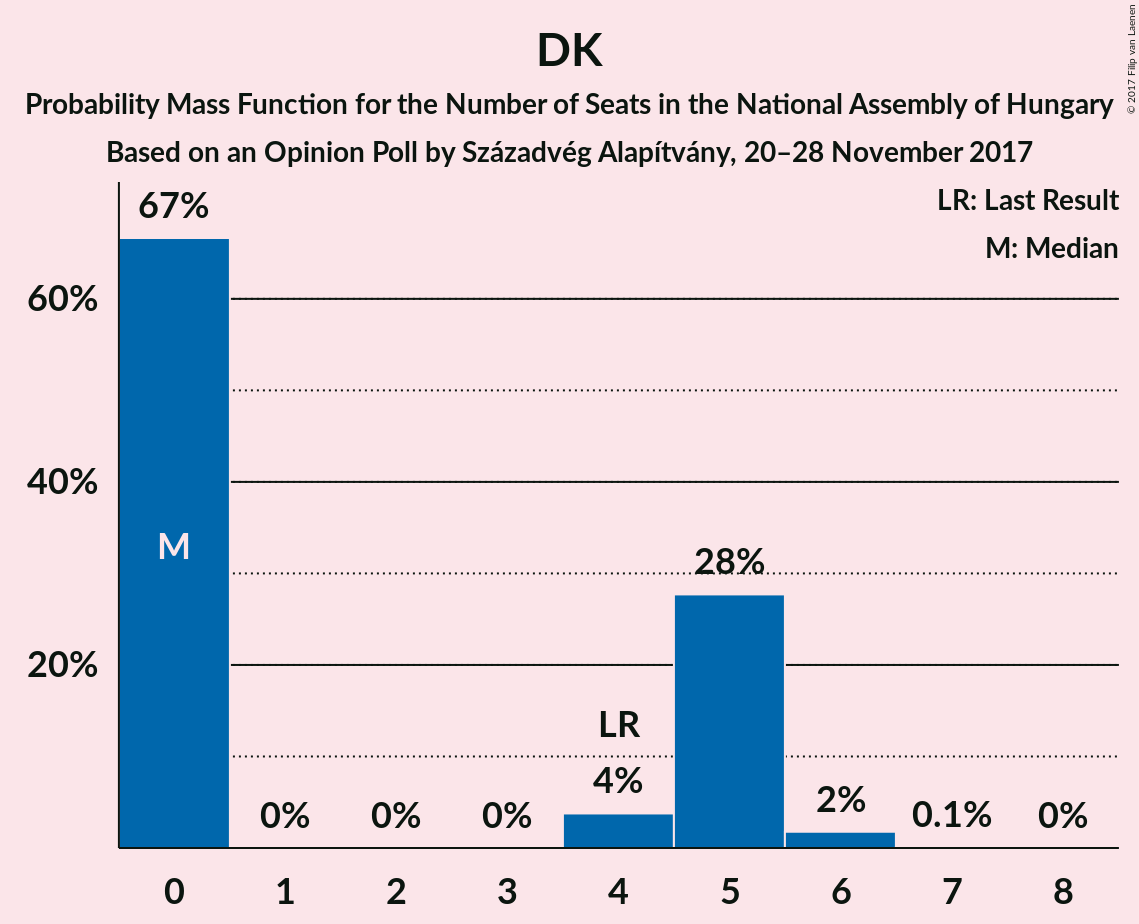 DK
Probability Mass Function for the Number of Seats in the National Assembly of Hungary
Based on an Opinion Poll by Századvég Alapítvány, 20–28 November 2017
© 2017 Filip van Laenen
LR: Last Result
M: Median
67%
60%
M
40%
28%
20%
LR
4%
0% 0% 0% 2% 0.1% 0%
0 1 2 3 4 5 6 7 8